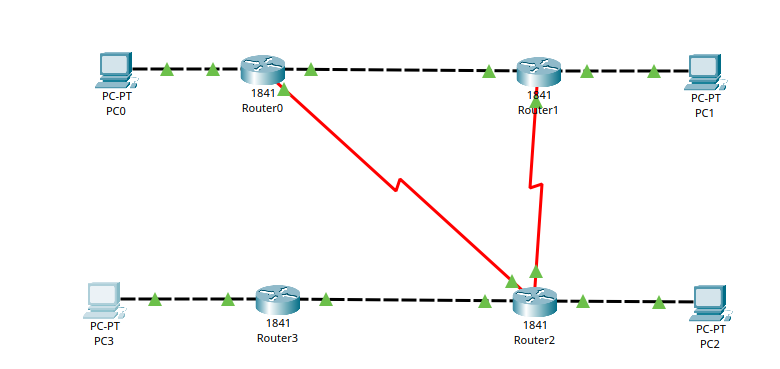 PC-PT
PC0
1841
Router0
1841
Router1
PC-PT
PC1
PC-PT
PC3
1841
Router3
1841
Router2
PC-PT
PC2